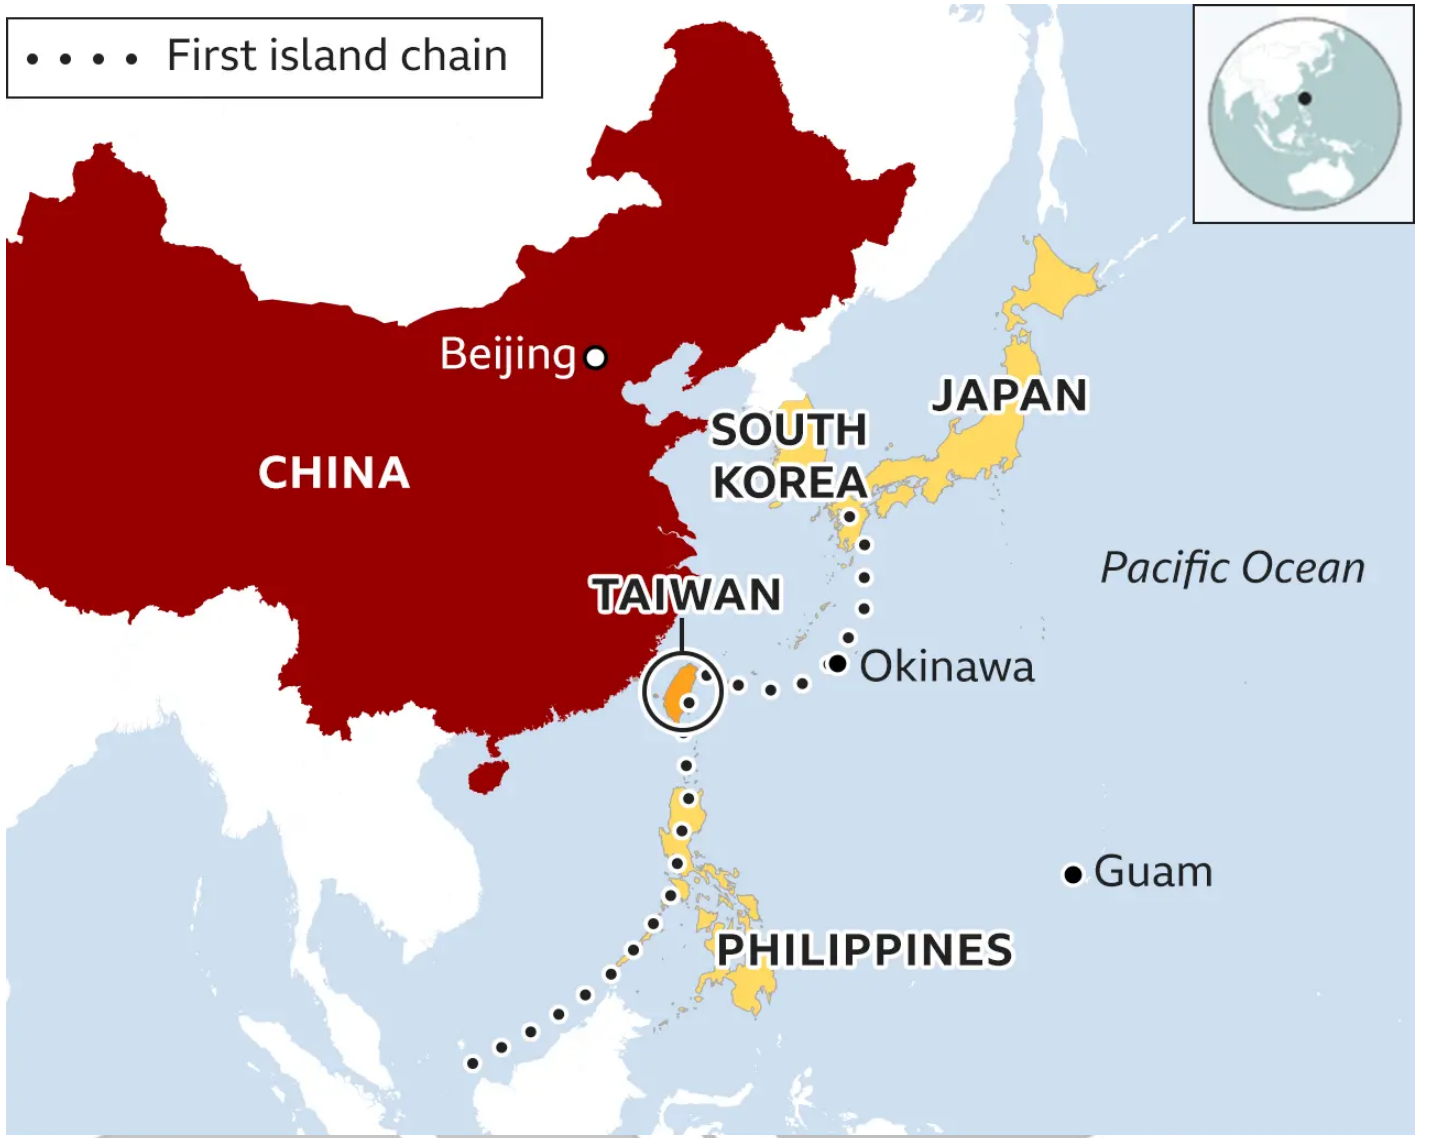 First island chain
Beijing
JAPAN
SOUTH
KOREA
CHINA
Pacific Ocean
TAIWAN
Okinawa
Guam
PHILIPPINES